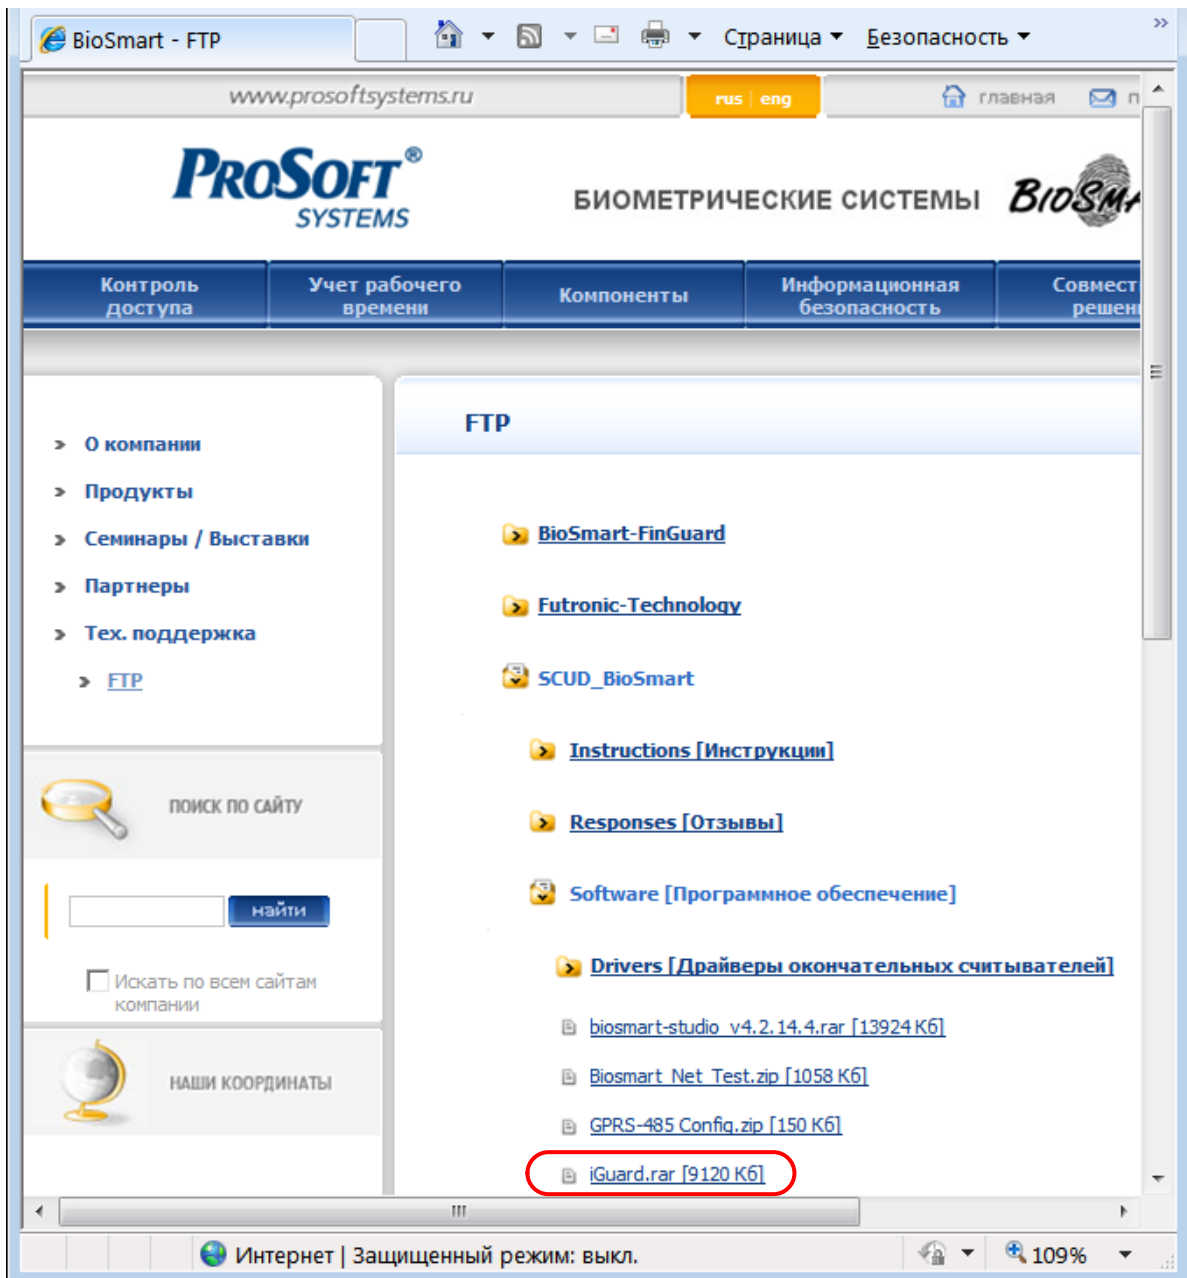 BioSmart - FTP
Страница
Безопасность
»
www.prosoftsystems.ru
rus | eng
главная
п
PROSOFT®
SYSTEMS
БИОМЕТРИЧЕСКИЕ СИСТЕМЫ
BIOSMA
Контроль
доступа
Учет рабочего
времени
Компоненты
Информационная
безопасность
Совмест
решен
О компании
Продукты
Семинары / Выставки
Партнеры
Тех. поддержка
FTP
ПОИСК ПО САЙТУ
найти
Искать по всем сайтам
компании
НАШИ КООРДИНАТЫ
FTP
BioSmart-FinGuard
Futronic-Technology
SCUD_BioSmart
Instructions [Инструкции]
Responses [Отзывы]
Software [Программное обеспечение]
Drivers [Драйверы окончательных считывателей]
biosmart-studio_v4.2.14.4.rar [13924 Кб]
Biosmart_Net_Test.zip [1058 Кб]
GPRS-485 Config.zip [150 Кб]
iGuard.rar [9120 Кб]
Интернет | Защищенный режим: выкл.
109%